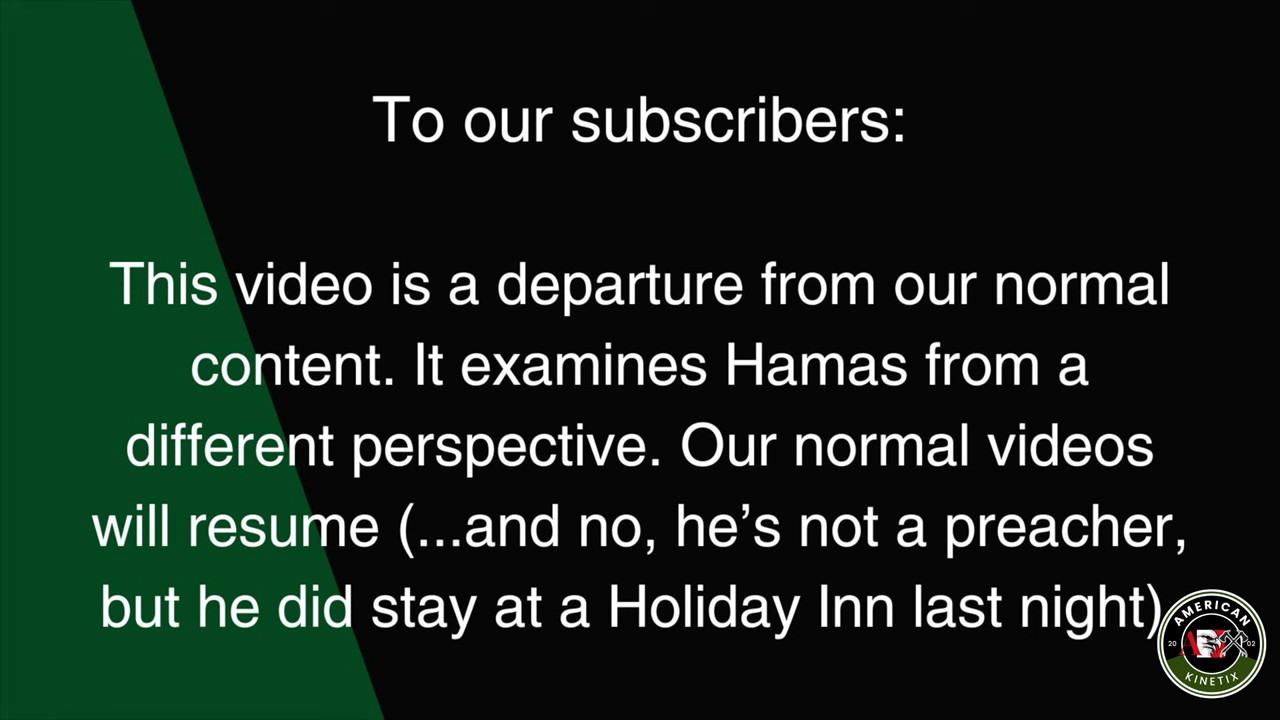 To our subscribers:
This video is a departure from our normal
content. It examines Hamas from a
different perspective. Our normal videos
will resume (...and no, he’s not a preacher,
but he did stay at a Holiday Inn last night)
AMERICAN
20 02
KINETIX